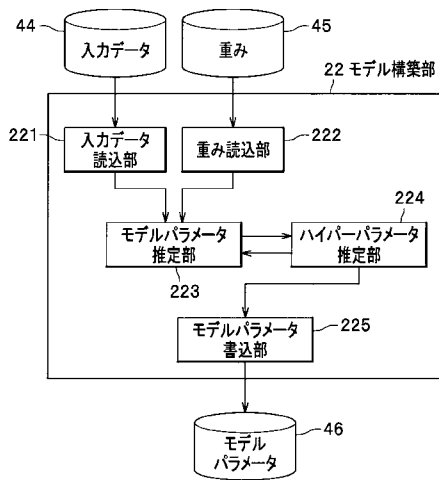 44
45
入力データ
重み
22 モデル構築部
221
入力データ
読込部
重み読込部
222
224
モデルパラメータ
推定部
ハイパーパラメータ
推定部
223
モデルパラメータ
書込部
225
46
モデル
パラメータ